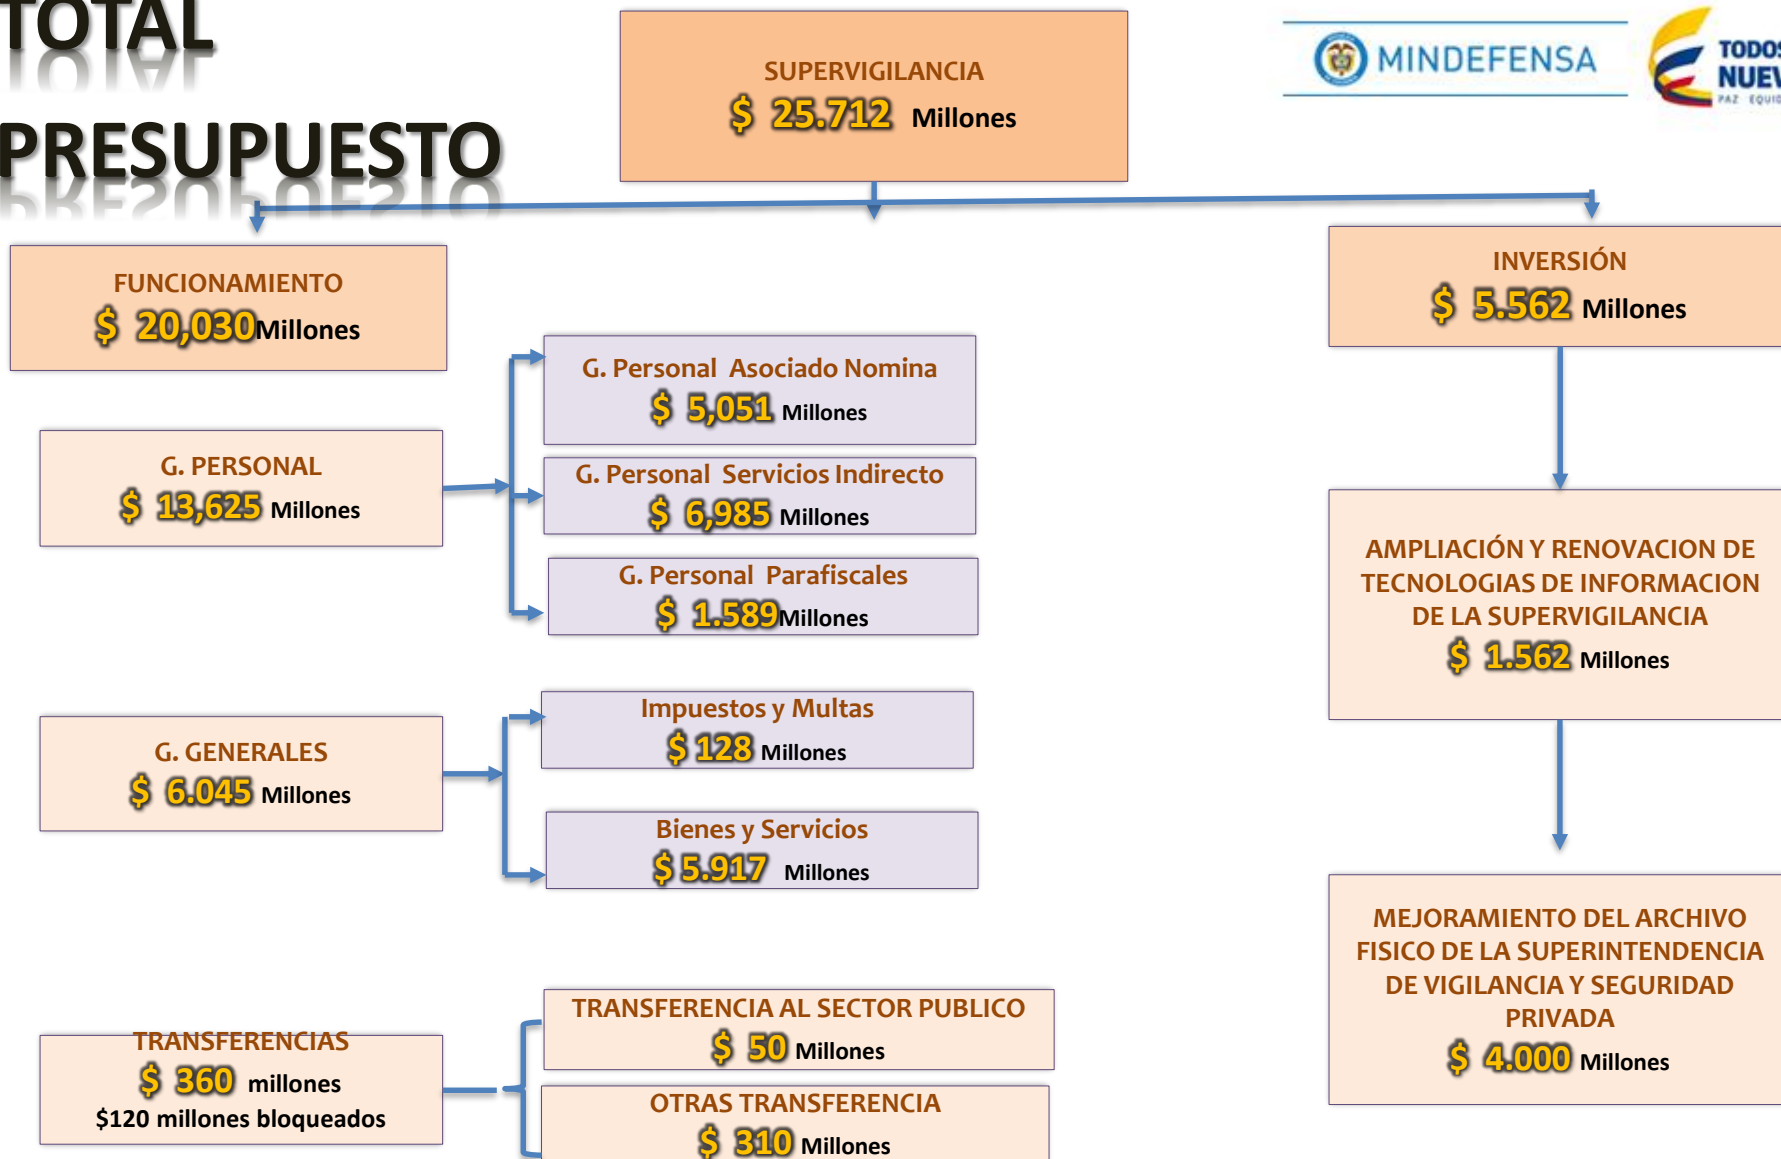 TOTAL
PRESUPUESTO
SUPERVIGILANCIA
$ 25.712 Millones
MINDEFENSA
PAZ
FUNCIONAMIENTO
$ 20,030Millones
INVERSIÓN
$ 5.562 Millones
G. PERSONAL
$ 13,625 Millones
G. Personal Asociado Nomina
$ 5,051 Millones
G. Personal Servicios Indirecto
$ 6,985 Millones
G. Personal Parafiscales
$ 1.589Millones
AMPLIACIÓN Y RENOVACION DE
TECNOLOGIAS DE INFORMACION
DE LA SUPERVIGILANCIA
$ 1.562 Millones
G. GENERALES
$ 6.045 Millones
Impuestos y Multas
$ 128 Millones
Bienes y Servicios
$ 5.917 Millones
MEJORAMIENTO DEL ARCHIVO
FISICO DE LA SUPERINTENDENCIA
DE VIGILANCIA Y SEGURIDAD
PRIVADA
$ 4.000 Millones
TRANSFERENCIAS
$ 360 millones
$120 millones bloqueados
TRANSFERENCIA AL SECTOR PUBLICO
$ 50 Millones
OTRAS TRANSFERENCIA
$ 310 Millones